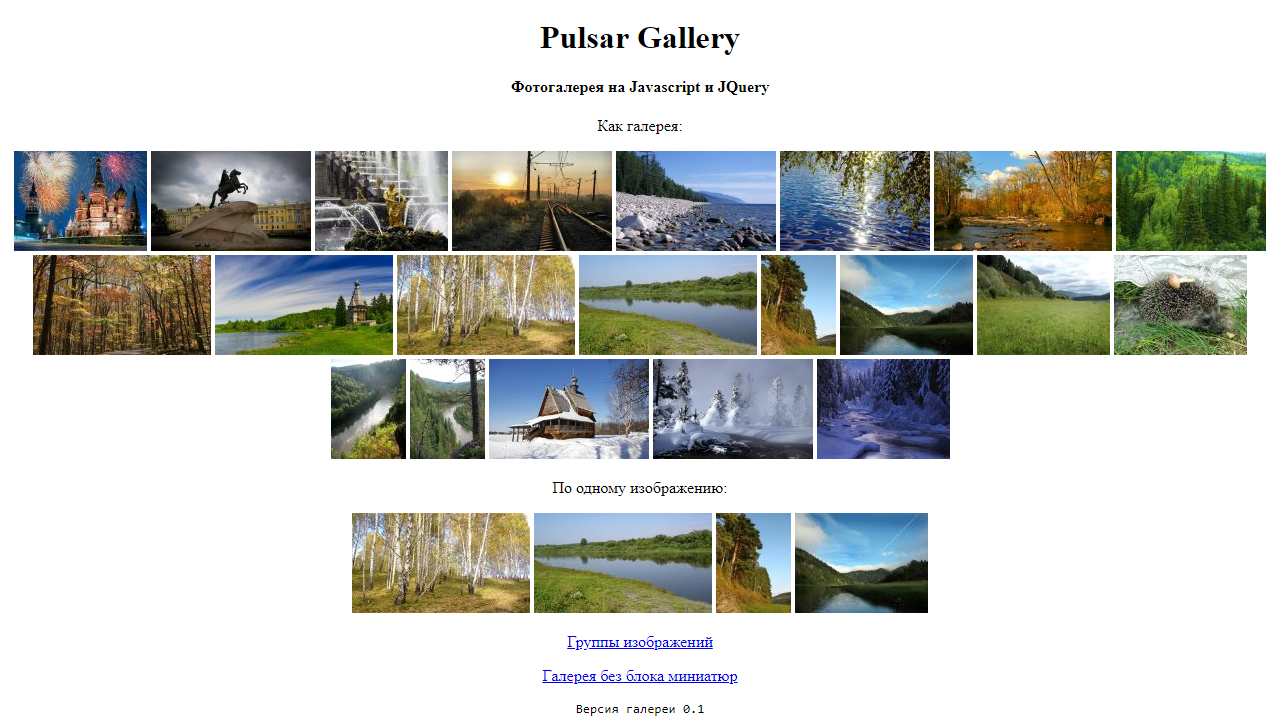 Pulsar Gallery
Фотогалерея на Javascript и JQuery
Как галерея:
По одному изображению:
Группы изображений
Галерея без блока миниатюр
Версия галереи 0.1